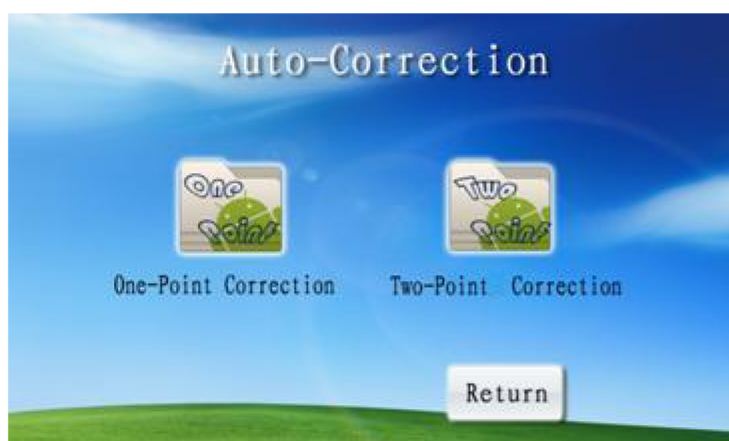 Auto-Correction
One Point
Two Point
One-Point Correction
Two-Point Correction
Return